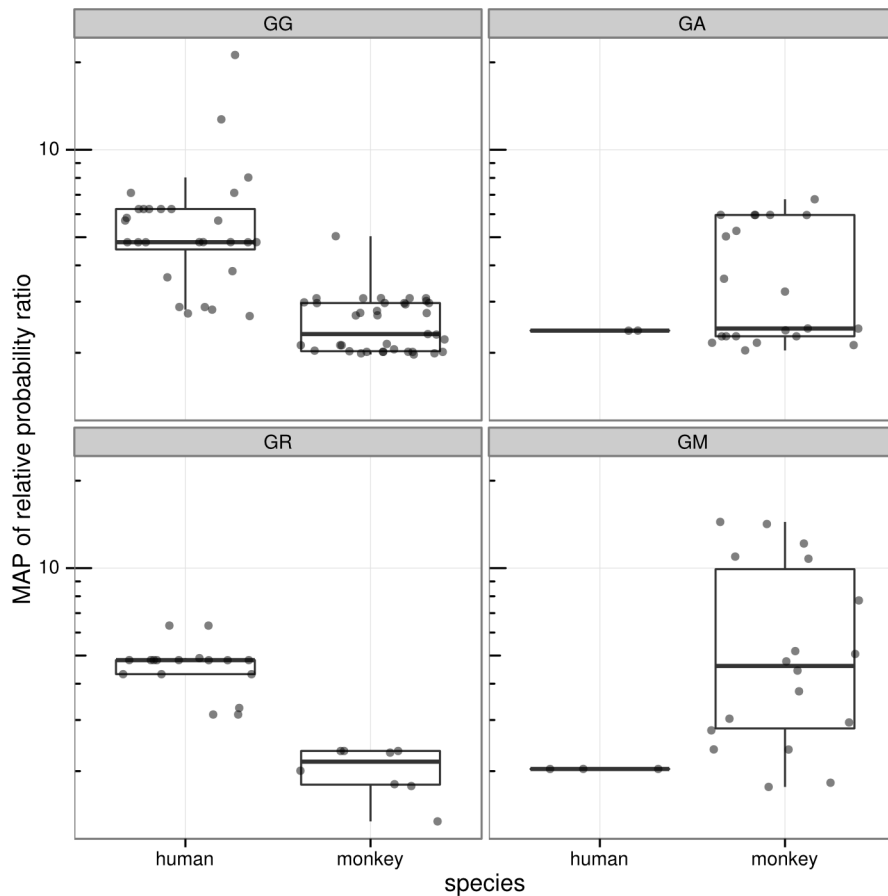 GG GA
10
GR GM
10
MAP of relative probability ratio
human monkey human monkey
species